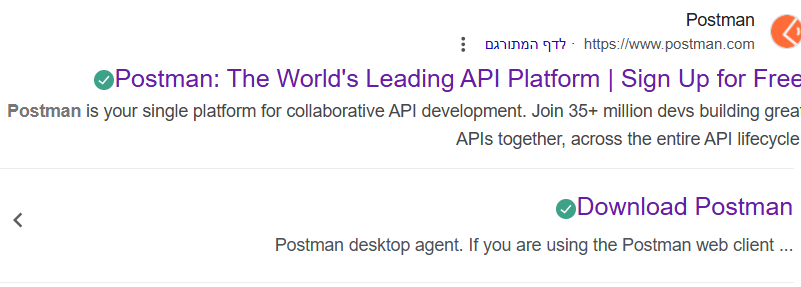 Postman
https://www.postman.com · לדף המתורגם
Postman: The World's Leading API Platform | Sign Up for Free
Postman is your single platform for collaborative API development. Join 35+ million devs building great
APIs together, across the entire API lifecycle
Download Postman
Postman desktop agent. If you are using the Postman web client ...